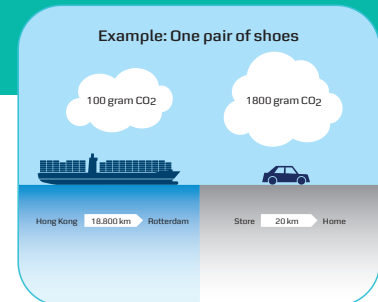 Example: One pair of shoes
100 gram CO2
1800 gram CO2
Hong Kong 18.800 km Rotterdam
Store 20 km Home